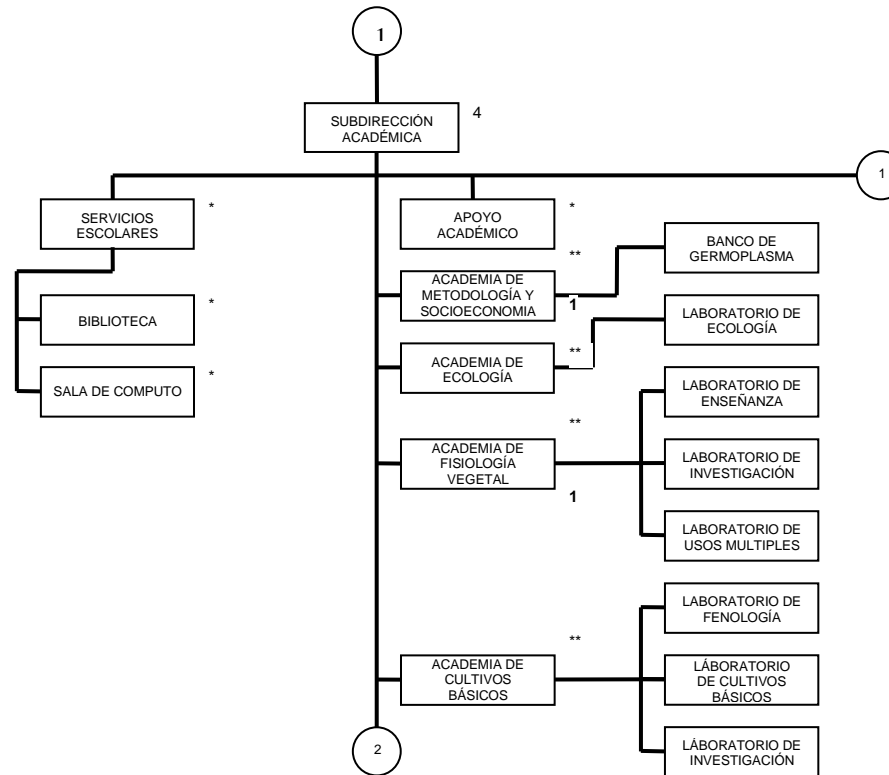 1
SUBDIRECCIÓN
ACADÉMICA
4
1
SERVICIOS
ESCOLARES
*
APOYO
ACADÉMICO
*
BIBLIOTECA
*
SALA DE COMPUTO
*
ACADEMIA DE
METODOLOGÍA Y
SOCIOECONOMIA
**
1
BANCO DE
GERMOPLASMA
ACADEMIA DE
ECOLOGÍA
**
LABORATORIO DE
ECOLOGÍA
ACADEMIA DE
FISIOLOGÍA
VEGETAL
**
1
LABORATORIO DE
ENSEÑANZA
LABORATORIO DE
INVESTIGACIÓN
LABORATORIO DE
USOS MULTIPLES
ACADEMIA DE
CULTIVOS
BÁSICOS
**
LABORATORIO DE
FENOLOGÍA
LÁBORATORIO
DE CULTIVOS
BÁSICOS
LÁBORATORIO DE
INVESTIGACIÓN
2